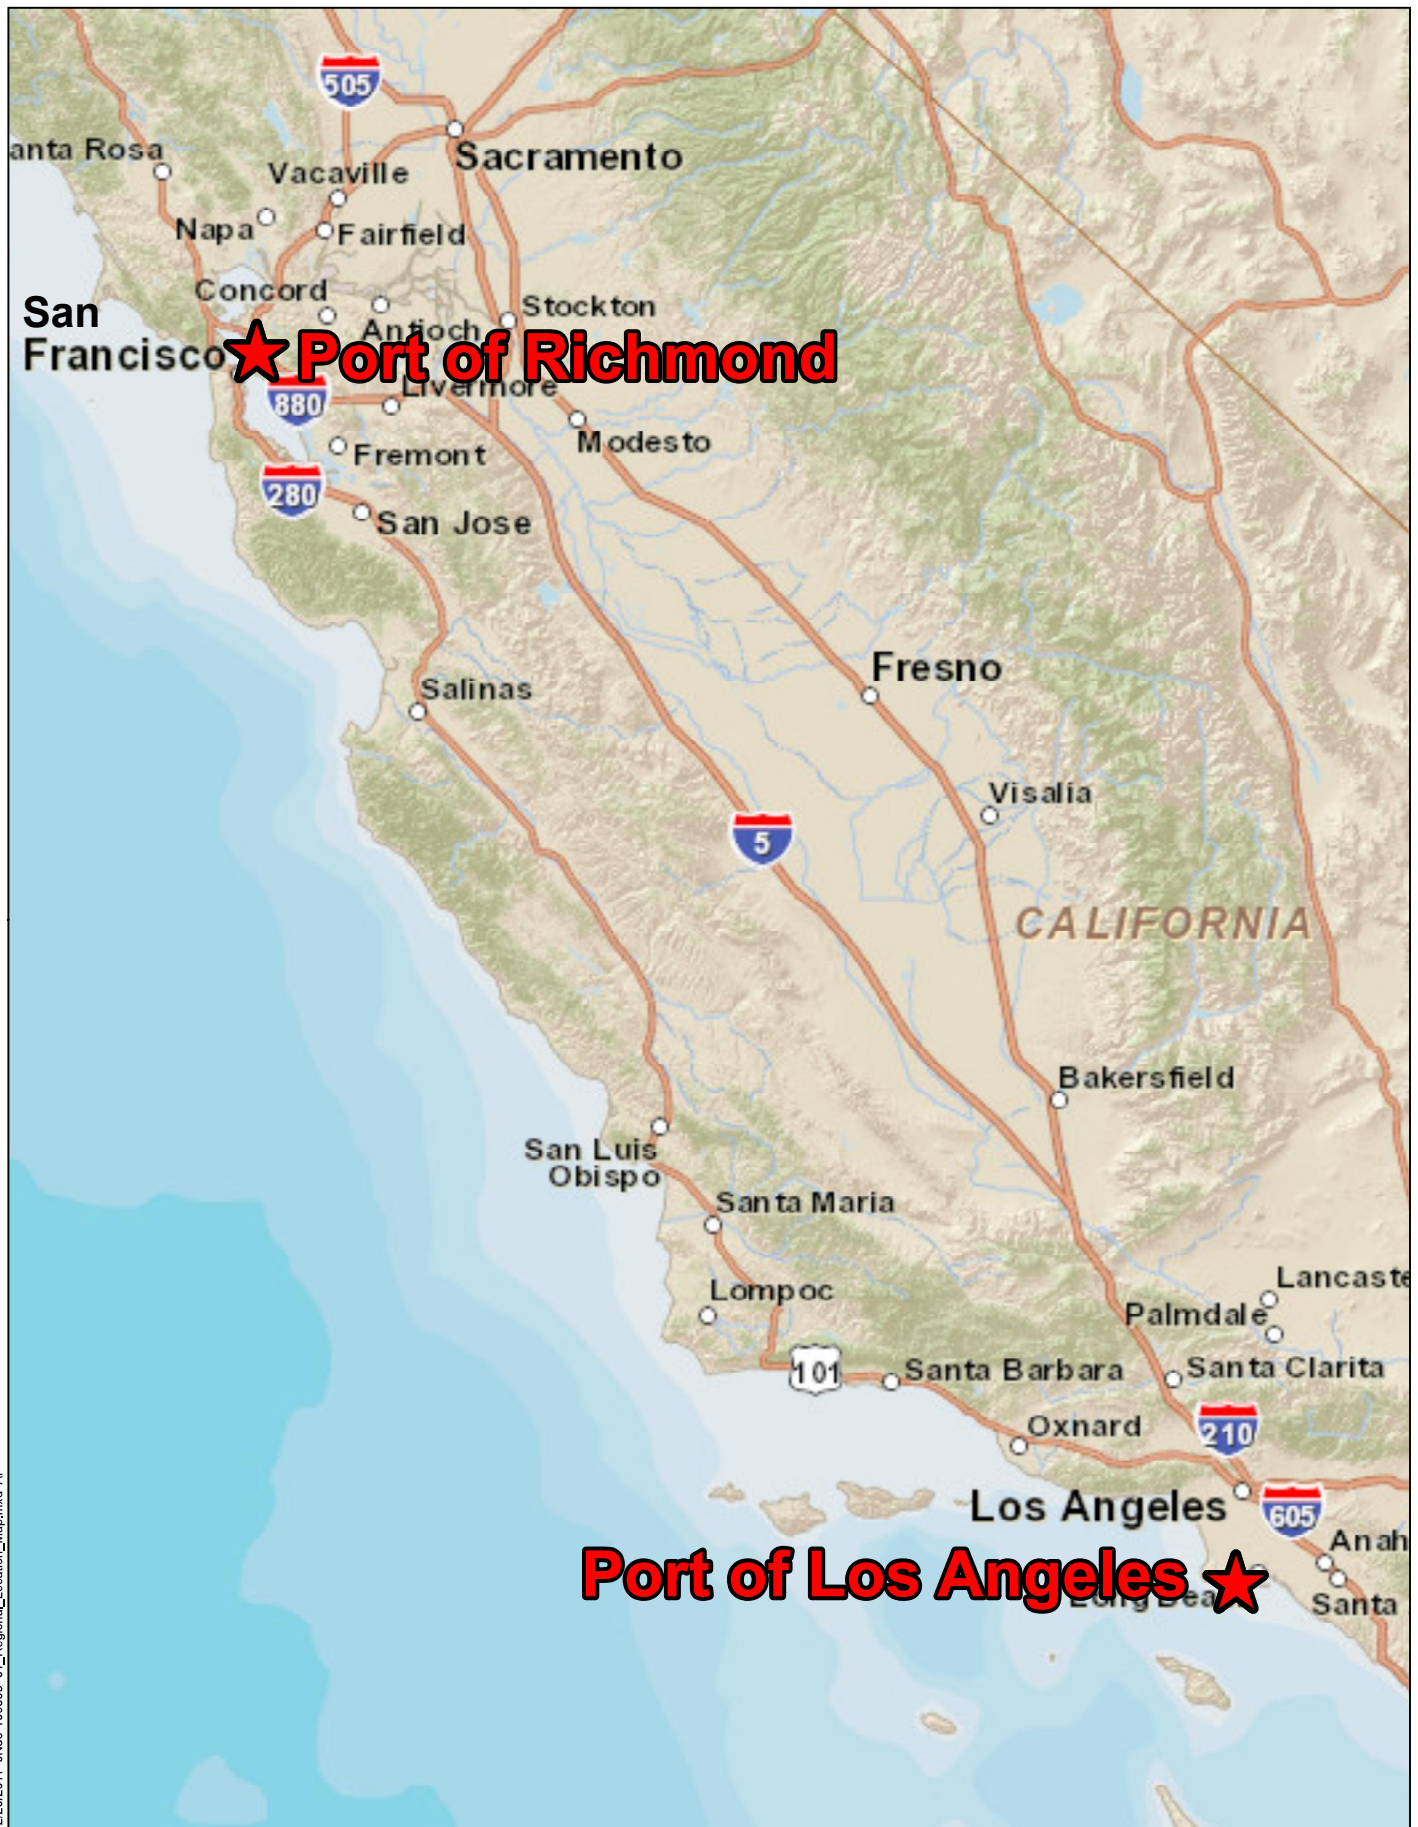 505
anta Rosa
Sacramento
Vacaville
Napa
Fairfield
Concord
San
Francisco
Stockton
Antioch
Port of Richmond
Livermore
880
Modesto
Fremont
280
San Jose
Fresno
Salinas
Visalia
5
CALIFORNIA
Bakersfield
San Luis
Obispo
Santa Maria
Lancaste
Lompoc
Palmdale
101
Santa Barbara
Santa Clarita
Oxnard
210
Los Angeles
605
Anah
Port of Los Angeles
Long Bea
Santa